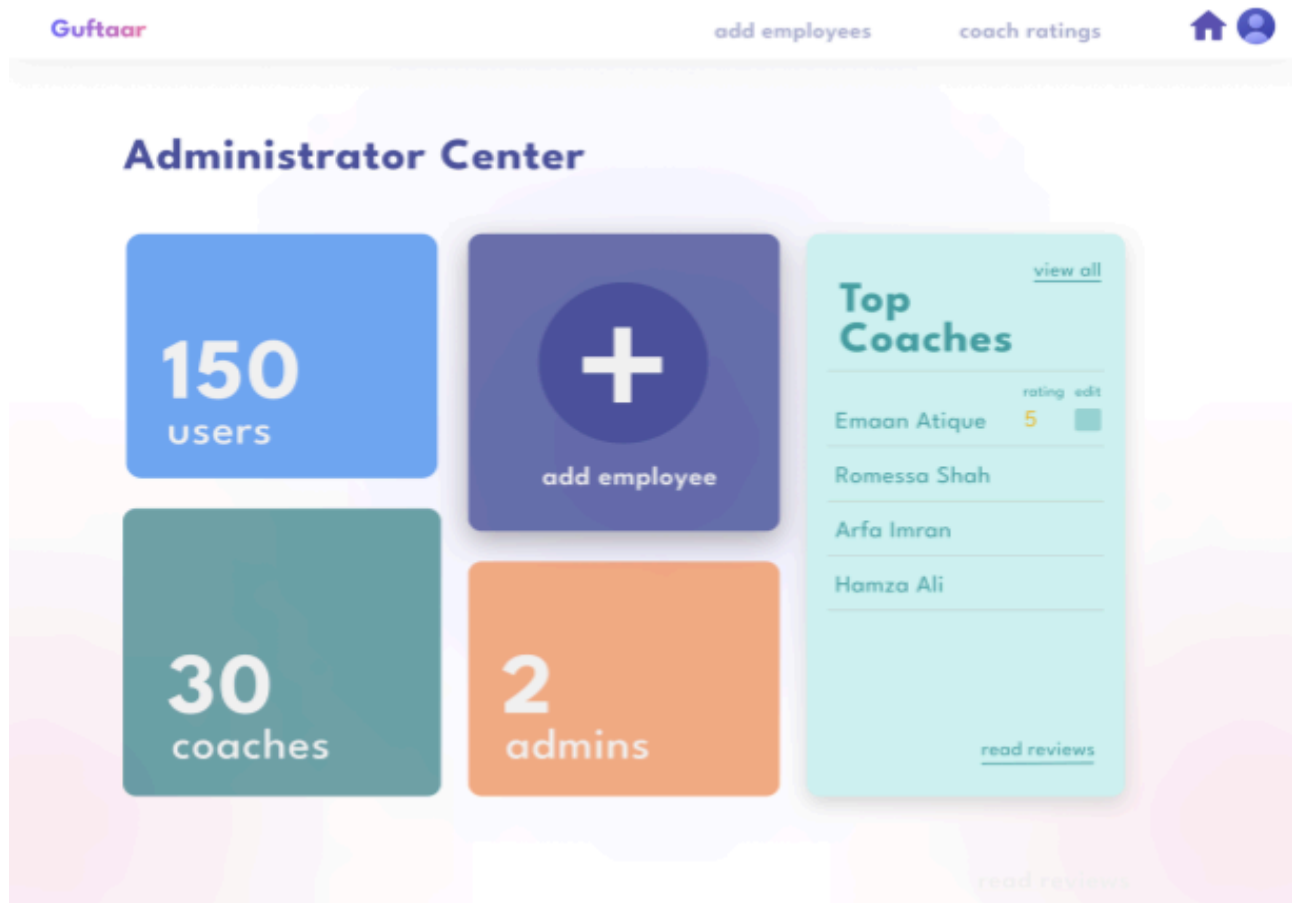 Guftaar
add employees
coach ratings
Administrator Center
150
users
add employee
30
coaches
2
admins
view all
Top
Coaches
rating edit
Emaan Atique 5
Romessa Shah
Arfa Imran
Hamza Ali
read reviews
read reviews